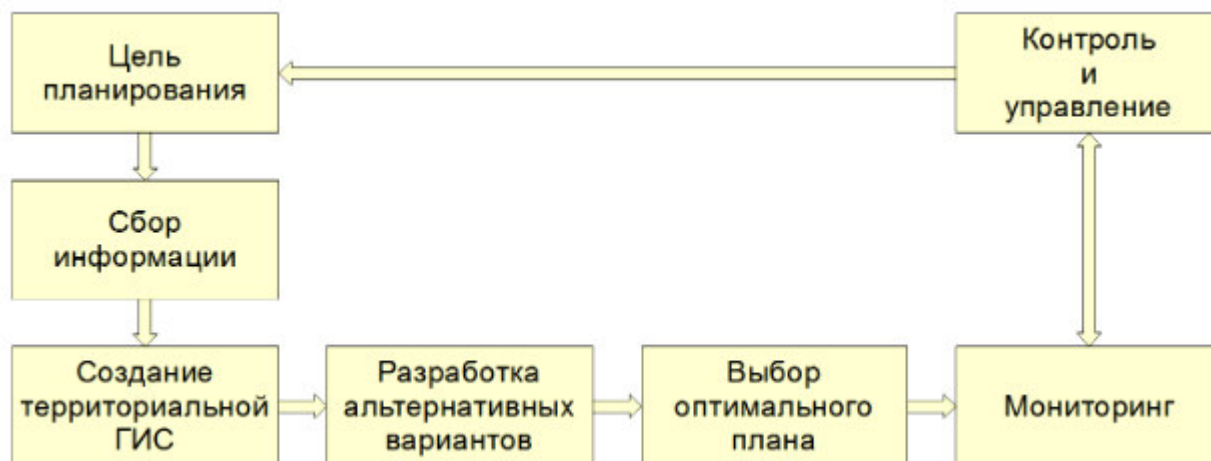 Цель
планирования
Контроль
и
управление
Сбор
информации
Создание
территориальной
ГИС
Разработка
альтернативных
вариантов
Выбор
оптимального
плана
Мониторинг